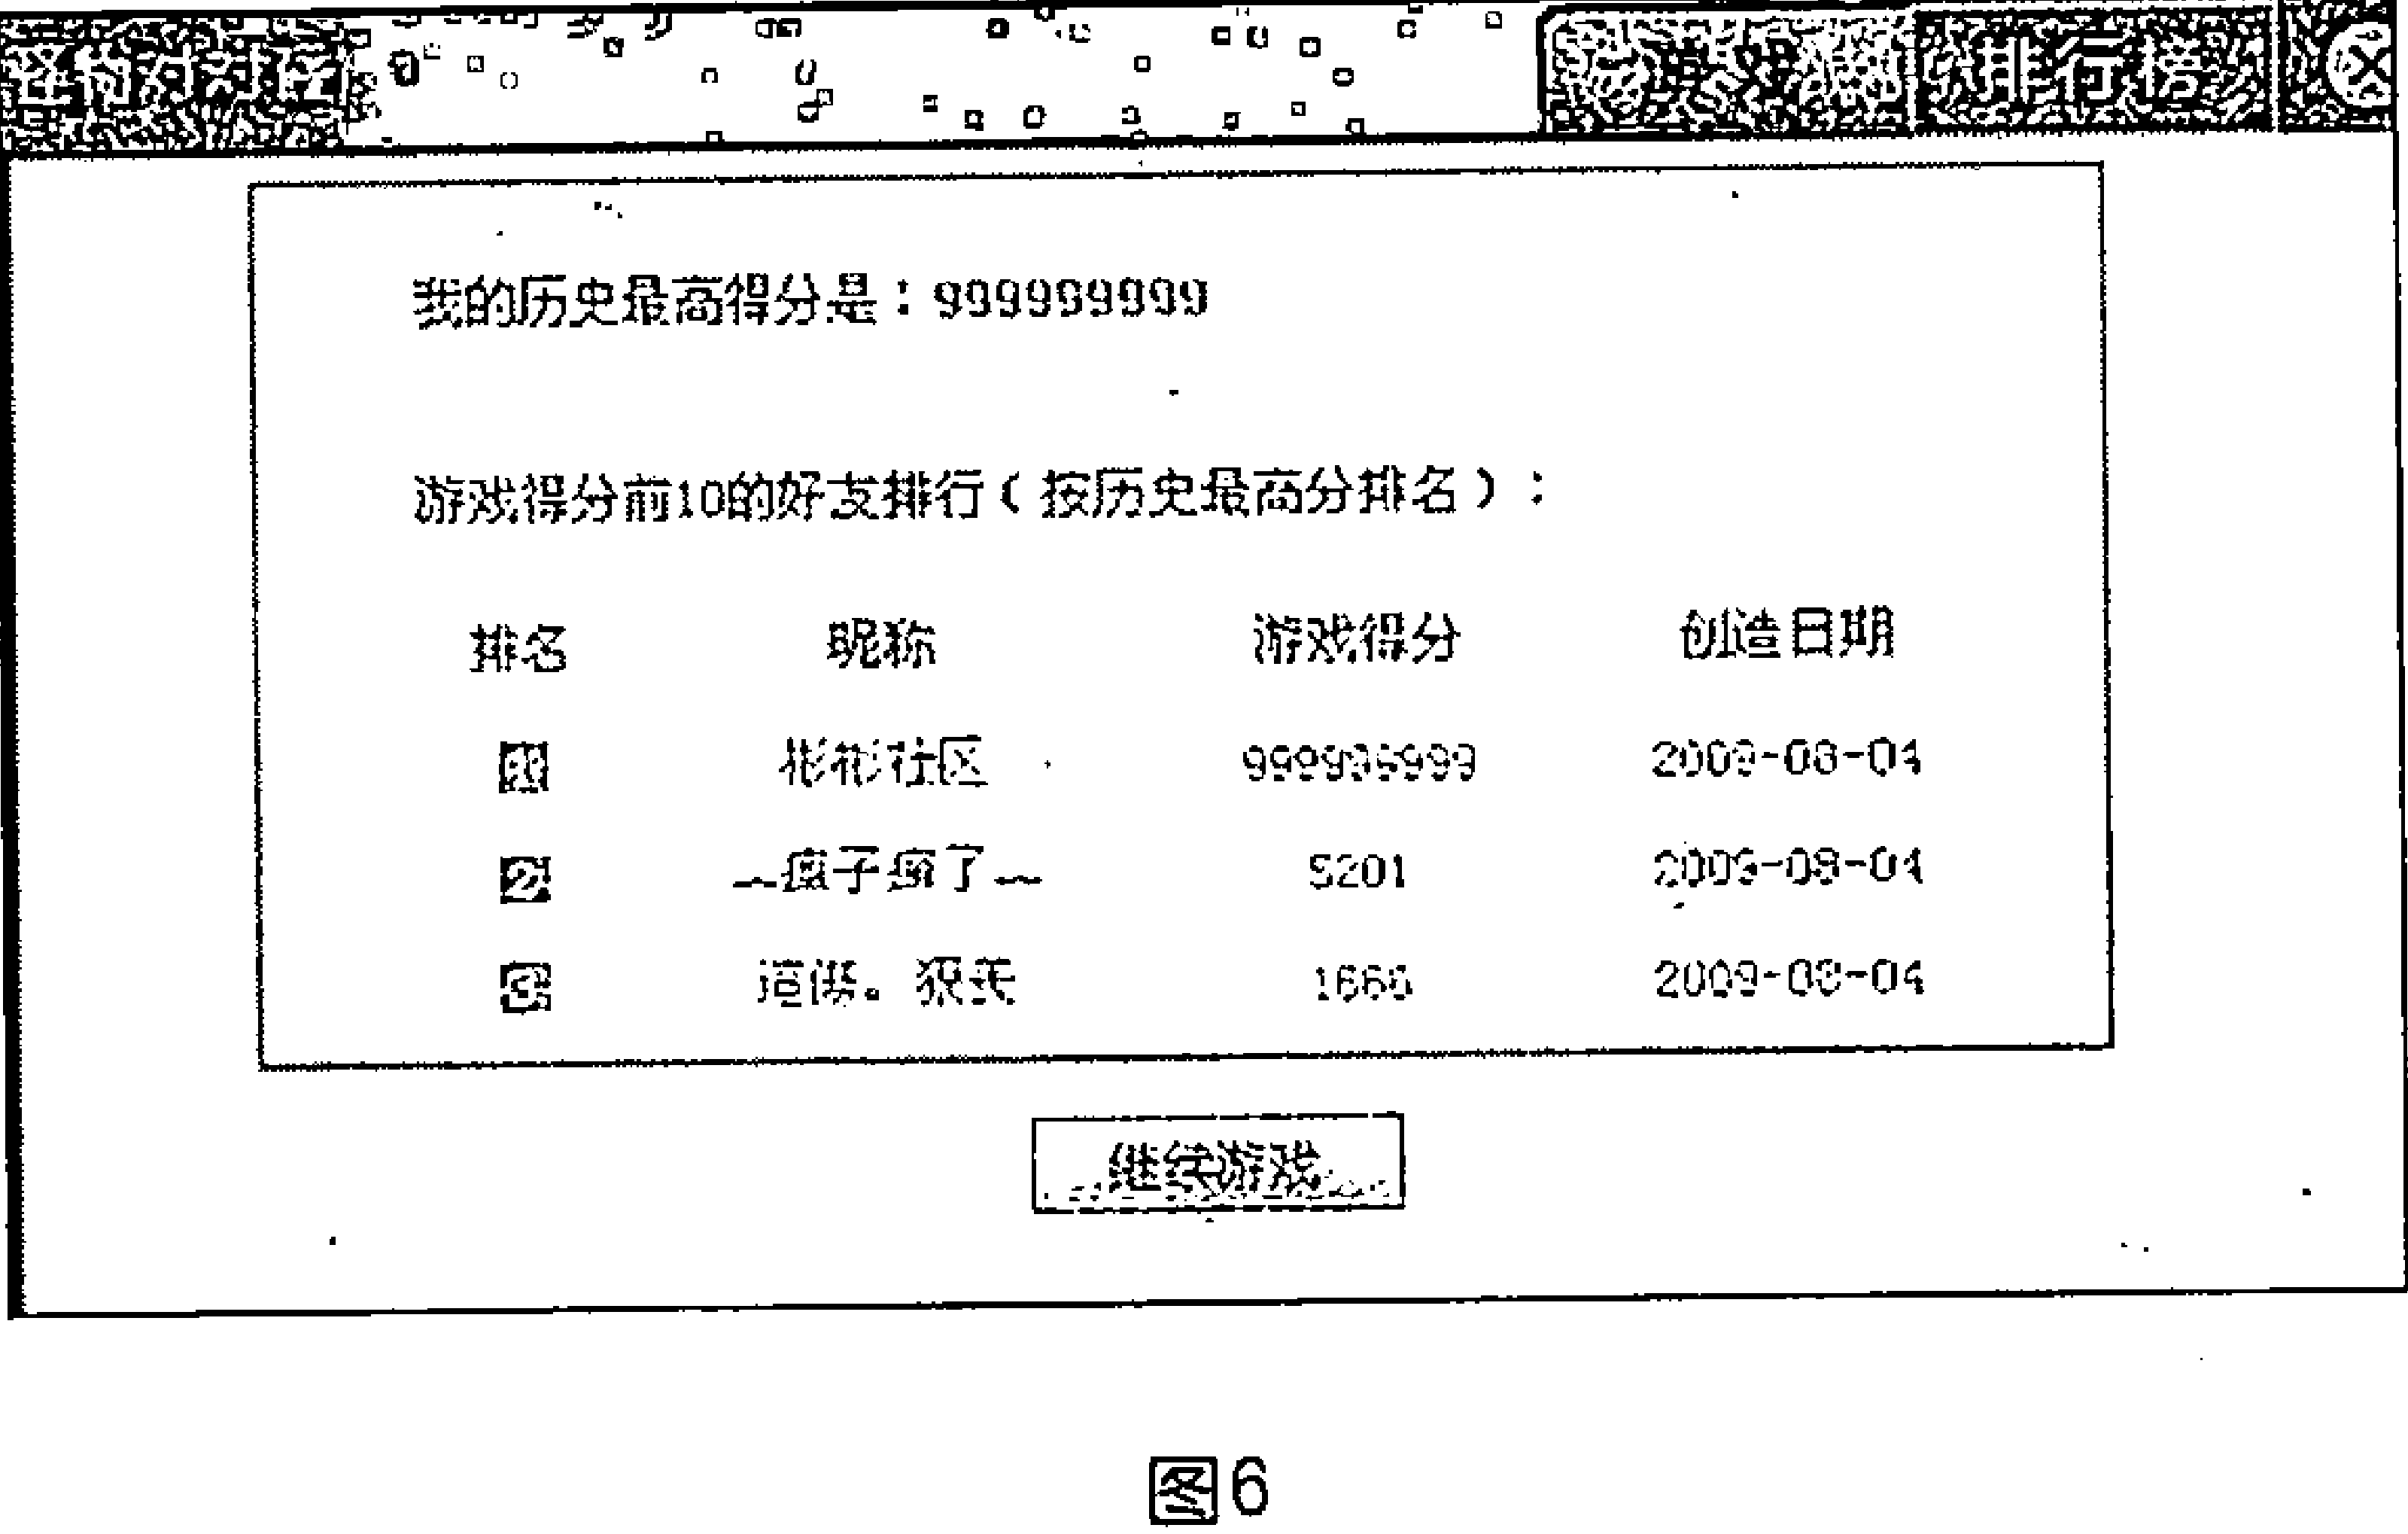 排行榜
我的历史最高得分是：999999999
游戏得分前10的好友排行（按历史最高分排名）：
排名 昵称 游戏得分 创造日期
1 彬彬社区 999999999 2009-08-04
2 子 了 5201 2009-08-04
3 1666 2009-08-04
继续游戏
图6